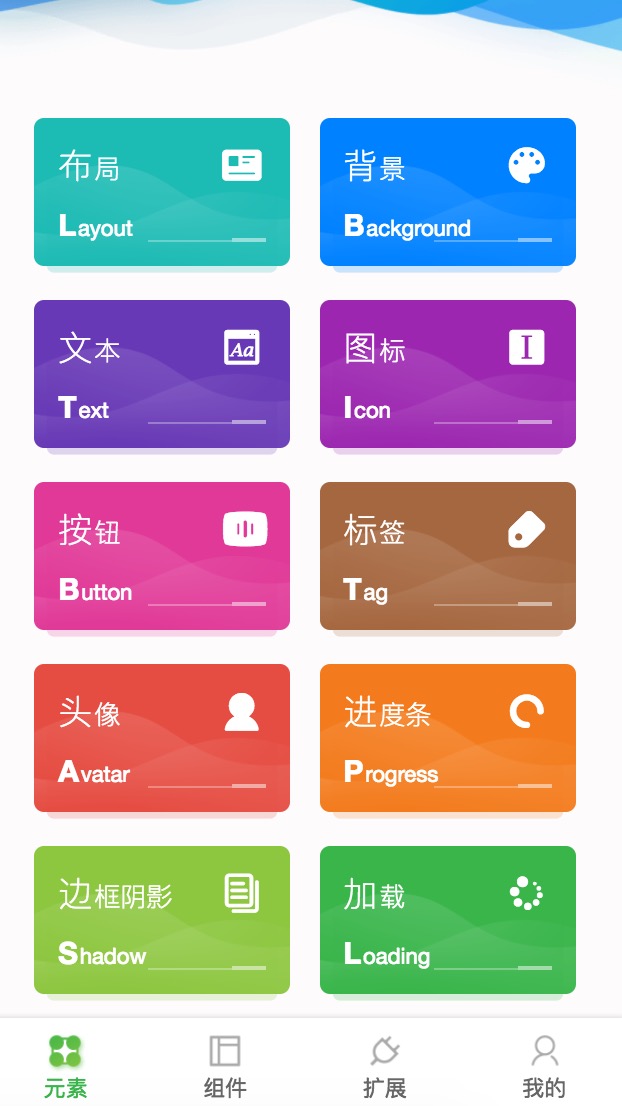 布局
Layout
背景
Background
文本
Aa
Text
图标
I
Icon
按钮
Button
标签
Tag
头像
Avatar
进度条
Progress
边框阴影
Shadow
加载
Loading
元素
组件
扩展
我的